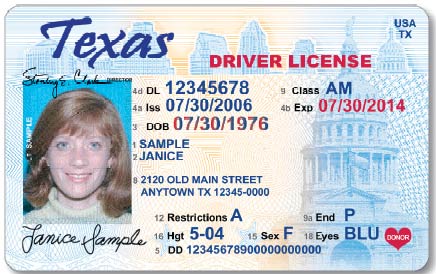 Texas
USA
TX
DRIVER LICENSE
DIRECTOR
4d DL 12345678
9 Class AM
4a Iss 07/30/2006
4b Exp 07/30/2014
3 DOB 07/30/1976
SAMPLE
1 SAMPLE
2 JANICE
8 2120 OLD MAIN STREET
ANYTOWN TX 12345-0000
12 Restrictions A
9a End P
16 Hgt 5-04
15 Sex F
18 Eyes BLU
DONOR
Janice Sample
5 DD 12345678900000000000